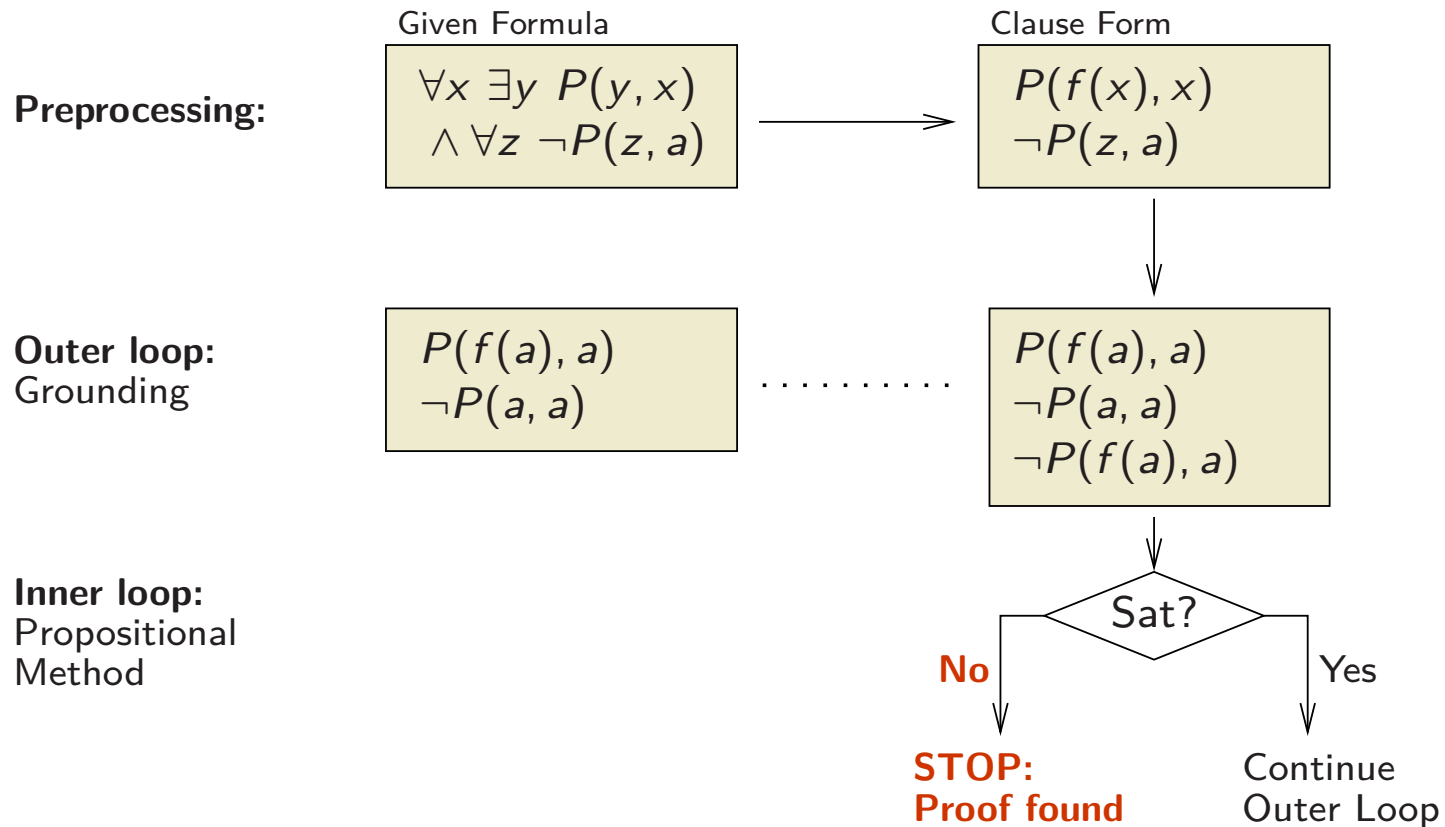 Given Formula
Clause Form
Preprocessing:
∀x ∃y P(y, x)
∧ ∀z ¬P(z, a)
P(f(x), x)
¬P(z, a)
Outer loop:
Grounding
P(f(a), a)
¬P(a, a)
. . . . . . . . . .
P(f(a), a)
¬P(a, a)
¬P(f(a), a)
Inner loop:
Propositional
Method
Sat?
No
Yes
STOP:
Proof found
Continue
Outer Loop